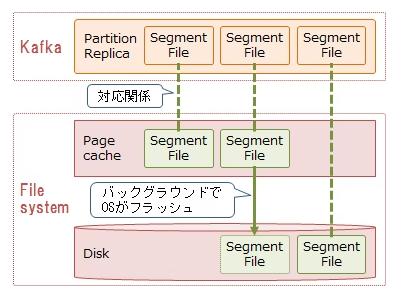 Kafka
Partition
Replica
Segment
File
Segment
File
Segment
File
対応関係
File
system
Page
cache
Segment
File
Segment
File
バックグラウンドで
OSがフラッシュ
Disk
Segment
File
Segment
File